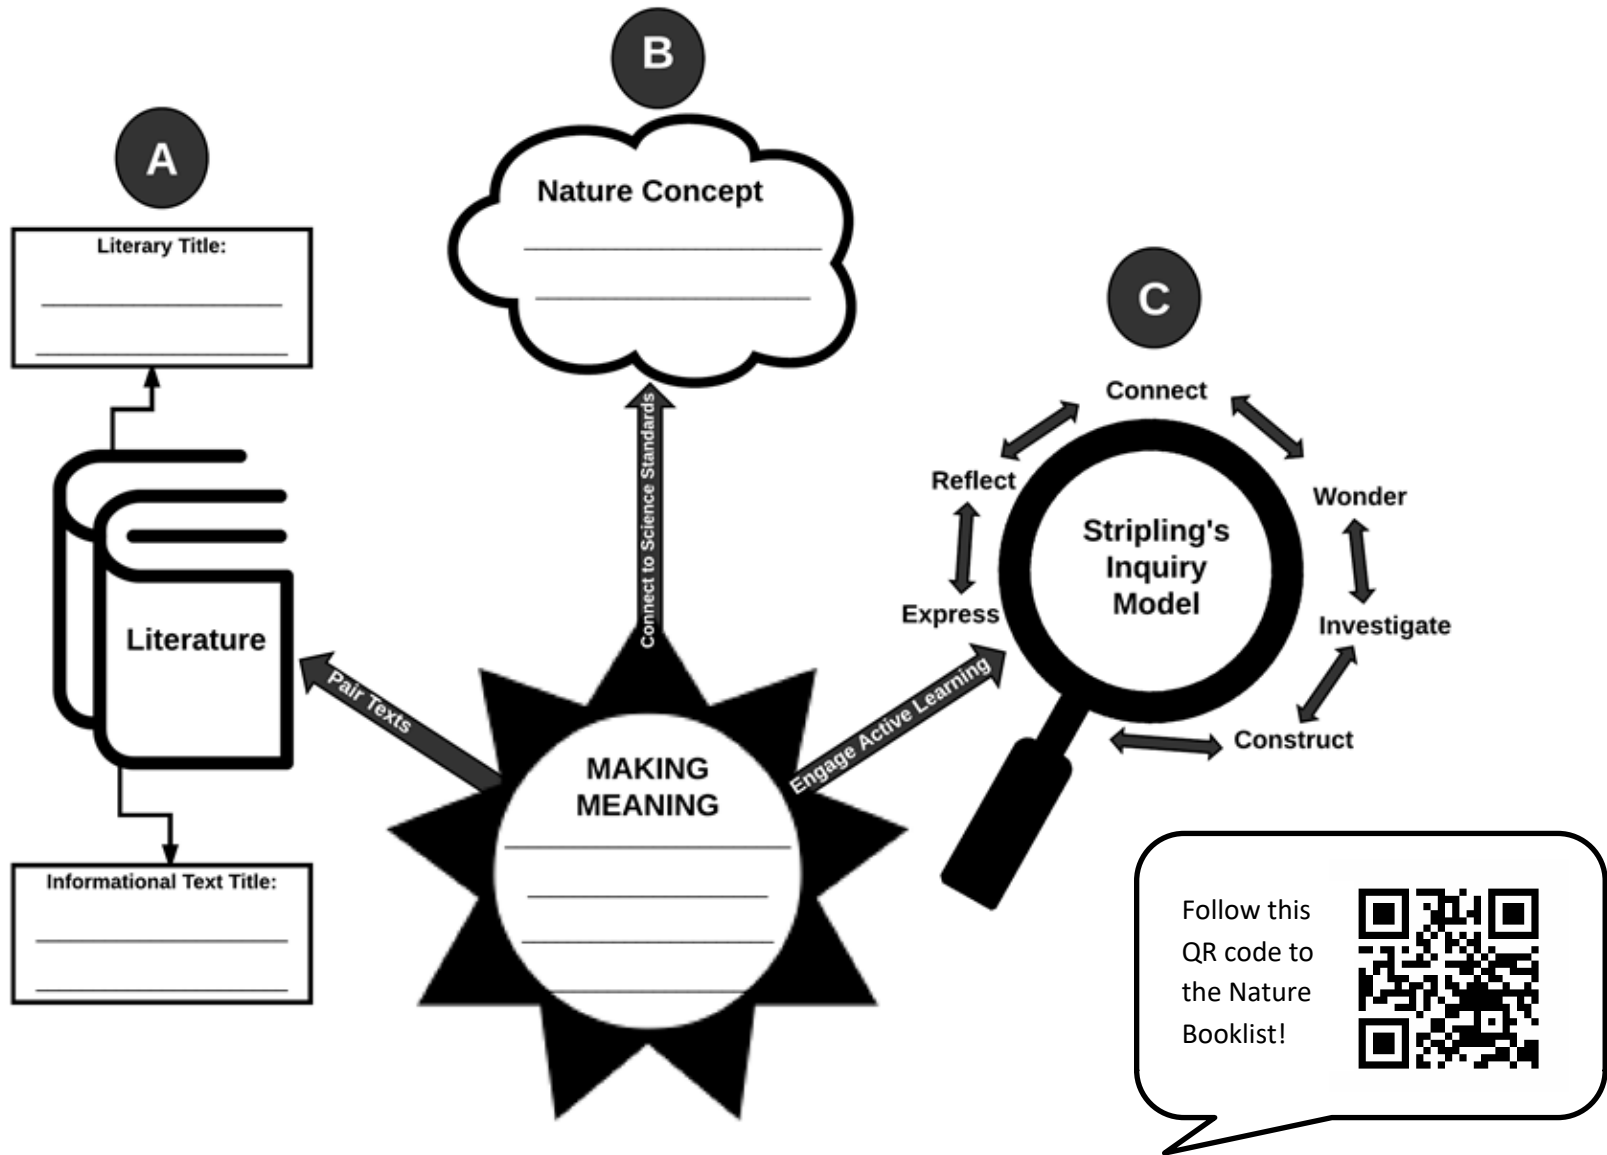 A
Literary Title:
Literature
Informational Text Title:
Pair Texts
B
Nature Concept
Connect to Science Standards
MAKING
MEANING
Engage Active Learning
C
Connect
Wonder
Investigate
Construct
Express
Reflect
Stripling's
Inquiry
Model
Follow this
QR code to
the Nature
Booklist!